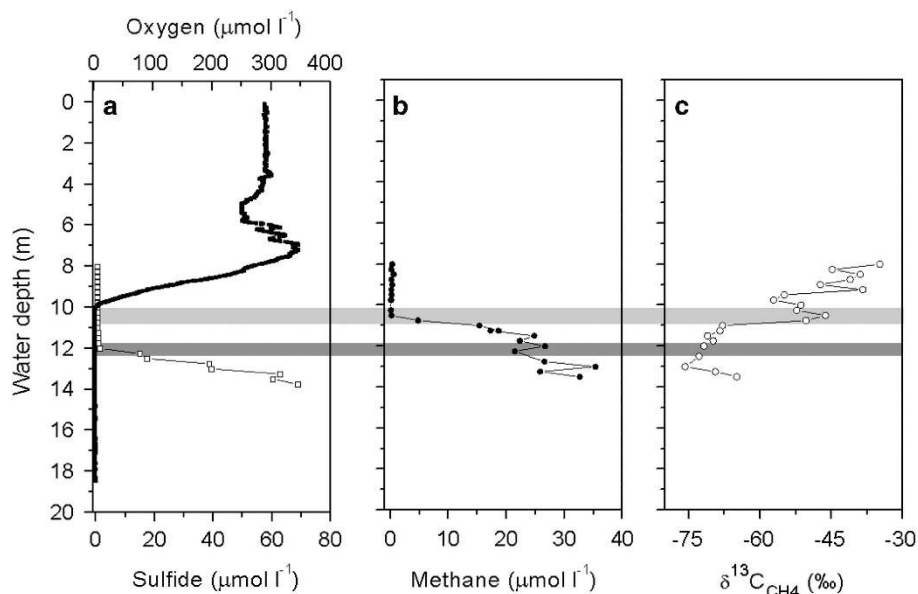 Oxygen (μmol l⁻¹)
0 100 200 300 400
a b c
0
2
4
6
8
10
12
14
16
18
20
Water depth (m)
0 20 40 60 80
0 10 20 30 40
-75 -60 -45 -30
Sulfide (μmol l⁻¹)
Methane (μmol l⁻¹)
δ¹³C_CH4 (‰)